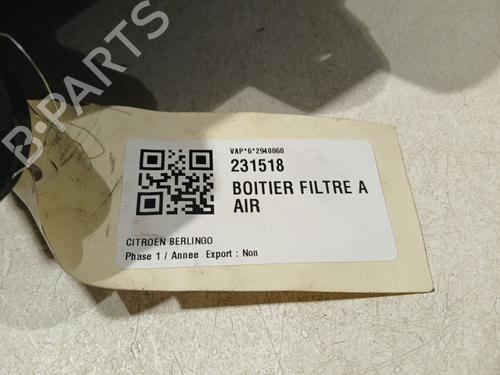 B-PARTS
VAP*6*2940868
231518
BOITIER FILTRE A
AIR
CITROEN BERLINGO
Phase 1 / Annee Export : Non